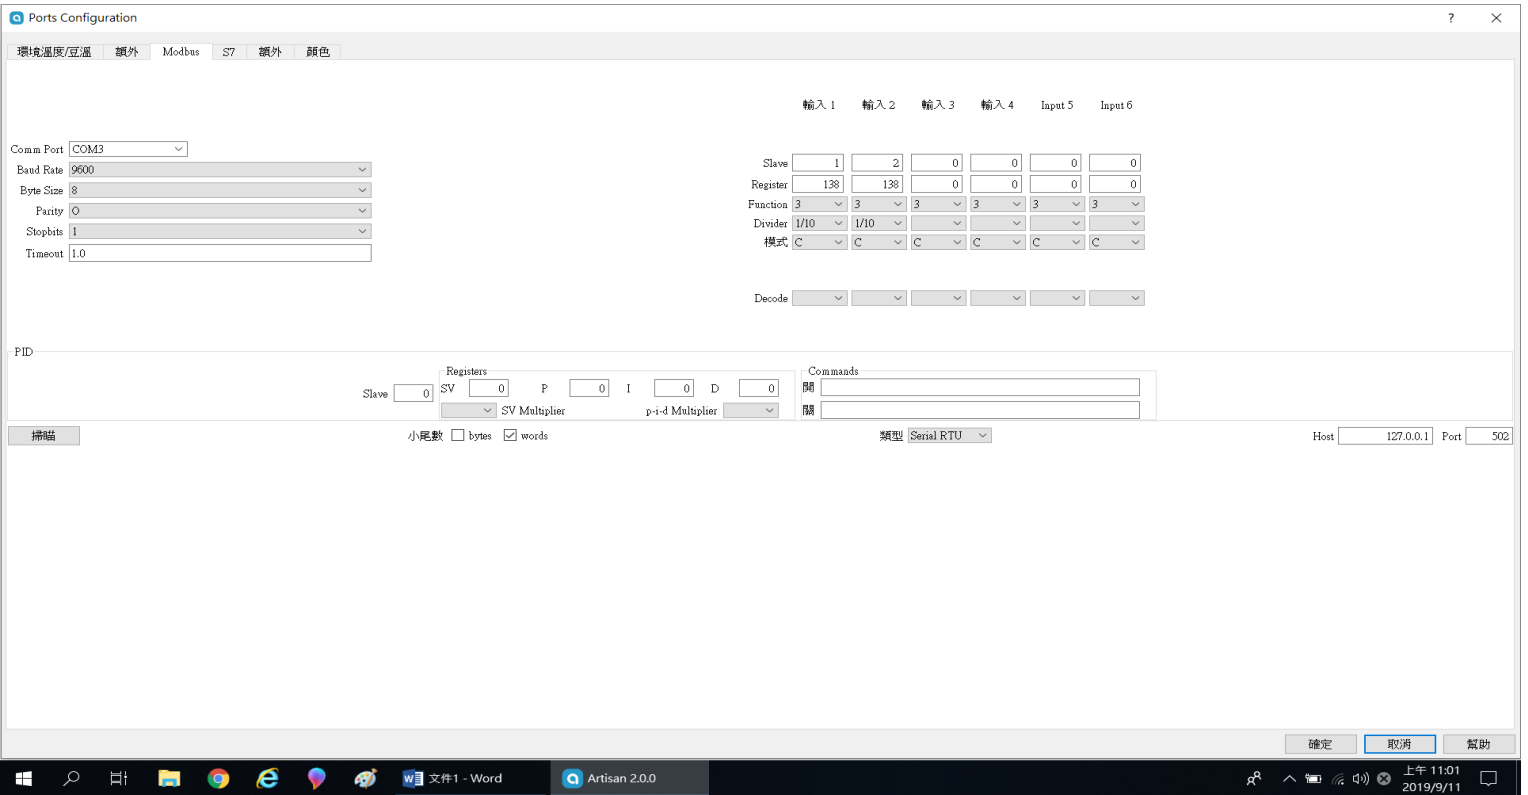 Ports Configuration ?
環境溫度/豆溫 額外 Modbus S7 額外 顏色
輸入 1 輸入 2 輸入 3 輸入 4 Input 5 Input 6
Comm Port COM3
Baud Rate 9600
Byte Size 8
Parity O
Stopbits 1
Timeout 1.0
Slave 1 2 0 0 0 0
Register 138 138 0 0 0 0
Function 3 3 3 3 3 3
Divider 1/10 1/10
模式 C C C C C C
Decode
PID
Slave 0
Registers
SV 0 P 0 I 0 D 0
SV Multiplier p-i-d Multiplier
Commands
開
關
掃瞄 小尾數 bytes words 類型 Serial RTU Host 127.0.0.1 Port 502
確定 取消 幫助
文件1 - Word Artisan 2.0.0 上午 11:01
2019/9/11